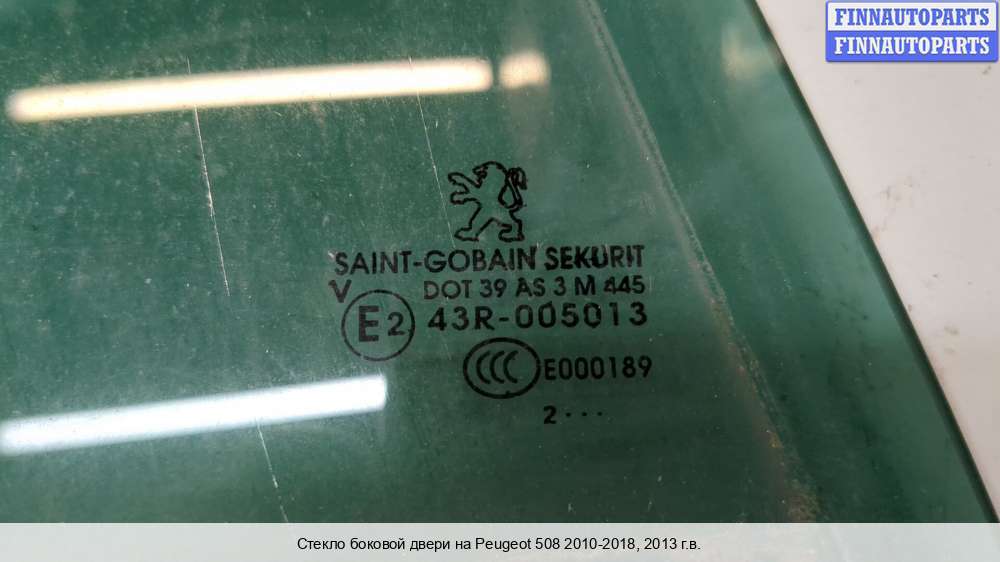 FINNAUTOPARTS
FINNAUTOPARTS
SAINT-GOBAIN SEKURIT
V DOT 39 AS 3 M 445
E2 43R-005013
CCC E000189
2 ...
Стекло боковой двери на Peugeot 508 2010-2018, 2013 г.в.